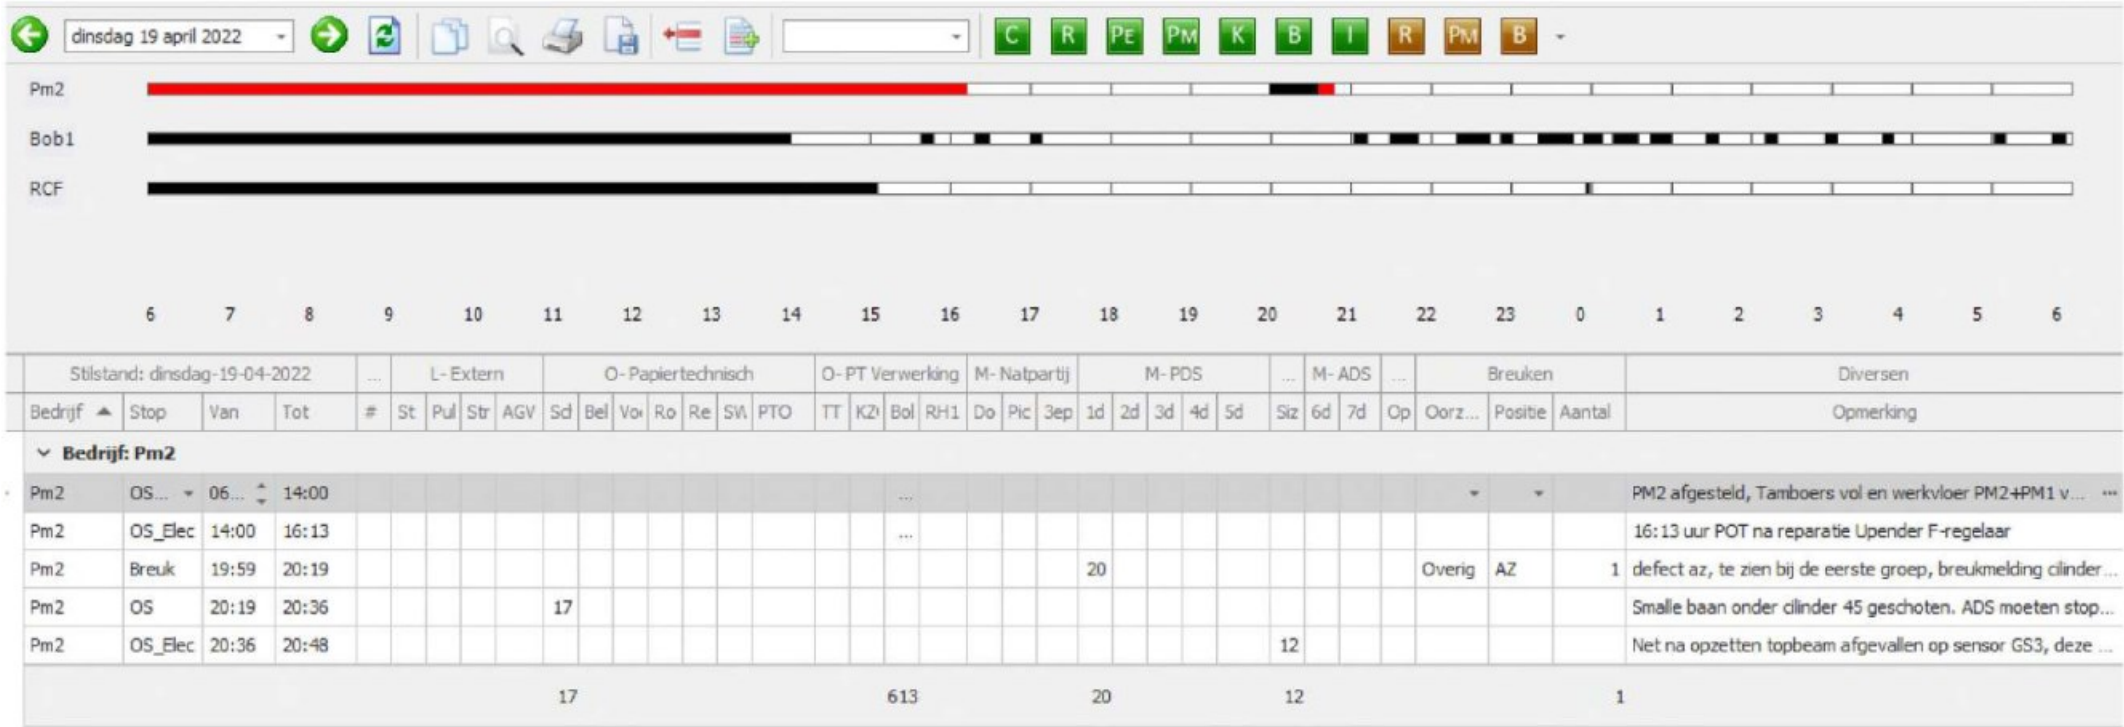 dinsdag 19 april 2022 C R PE PM K B I R PM B
Pm2
Bob1
RCF
6 7 8 9 10 11 12 13 14 15 16 17 18 19 20 21 22 23 0 1 2 3 4 5 6
Stilstand: dinsdag-19-04-2022 ... L- Extern O- Papiertechnisch O- PT Verwerking M- Natpartij M- PDS ... M- ADS ... Breuken Diversen
Bedrijf Stop Van Tot # St Pul Str AGV Scl Bel Voi Ro Re SW PTO TT KZ Bol RH1 Do Pic 3ep 1d 2d 3d 4d 5d Siz 6d 7d Op Oorz... Positie Aantal Opmerking
Bedrijf: Pm2
Pm2 OS... 06... 14:00 ... PM2 afgesteld, Tamboers vol en werkvloer PM2+PM1 v... ...
Pm2 OS_Elec 14:00 16:13 ... 16:13 uur POT na reparatie Upender F-regelaar
Pm2 Breuk 19:59 20:19 20 Overig AZ 1 defect az, te zien bij de eerste groep, breukmelding cilinder...
Pm2 OS 20:19 20:36 17 Smalle baan onder cilinder 45 geschoten. ADS moeten stop...
Pm2 OS_Elec 20:36 20:48 12 Net na opzetten topbeam afgevallen op sensor GS3, deze ...
17 613 20 12 1